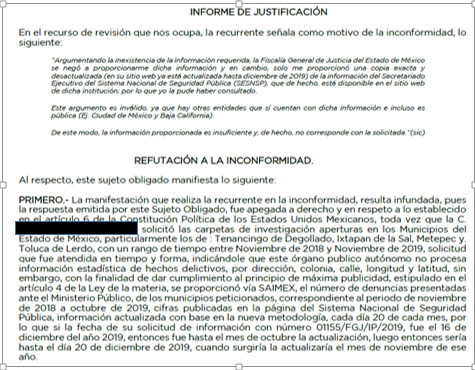 INFORME DE JUSTIFICACIÓN
En el recurso de revisión que nos ocupa, la recurrente señala como motivo de la inconformidad, lo
siguiente:
"Argumentando la inexistencia de la información requerida, la Fiscalía General de Justicia del Estado de México
se negó a proporcionarme dicha información y en cambio, solo me proporcionó una copia exacta y
desactualizada (en su sitio web ya está actualizada hasta diciembre de 2019) de la información del Secretariado
Ejecutivo del Sistema Nacional de Seguridad Pública (SESNSP), que de hecho, está disponible en el sitio web
de dicha institución; por lo que yo la pude haber consultado.
Este argumento es inválido, ya que hay otras entidades que sí cuentan con dicha información e incluso es
pública (Ej. Ciudad de México y Baja California).
De este modo, la información proporcionada es insuficiente y, de hecho, no corresponde con la solicitada."(sic)
REFUTACIÓN A LA INCONFORMIDAD.
Al respecto, este sujeto obligado manifiesta lo siguiente:
PRIMERO.- La manifestación que realiza la recurrente en la inconformidad, resulta infundada, pues
la respuesta emitida por este Sujeto Obligado, fue apegada a derecho y en respeto a lo establecido
en el artículo 6 de la Constitución Política de los Estados Unidos Mexicanos, toda vez que la C.
solicitó las carpetas de investigación aperturas en los Municipios del
Estado de México, particularmente los de : Tenancingo de Degollado, Ixtapan de la Sal, Metepec y.
Toluca de Lerdo, con un rango de tiempo entre Noviembre de 2018 y Noviembre de 2019, solicitud
que fue atendida en tiempo y forma, indicándole que este órgano publico autónomo no procesa
información estadística de hechos delictivos, por dirección, colonia, calle, longitud y latitud, sin
embargo, con la finalidad de dar cumplimiento al principio de máxima publicidad, estipulado en el
artículo 4 de la Ley de la materia, se proporcionó vía SAIMEX, el número de denuncias presentadas
ante el Ministerio Público, de los municipios peticionados, correspondiente al periodo de noviembre
de 2018 a octubre de 2019, cifras publicadas en la página del Sistema Nacional de Seguridad
Pública, información actualizada con base en la nueva metodología, cada día 20 de cada mes, por
lo que si la fecha de su solicitud de información con número 01155/FGJ/IP/2019, fue el 16 de
diciembre del año 2019, entonces fue hasta el mes de octubre la actualización, luego entonces sería
hasta el día 20 de diciembre de 2019, cuando surgiría la actualizaría el mes de noviembre de ese
año.